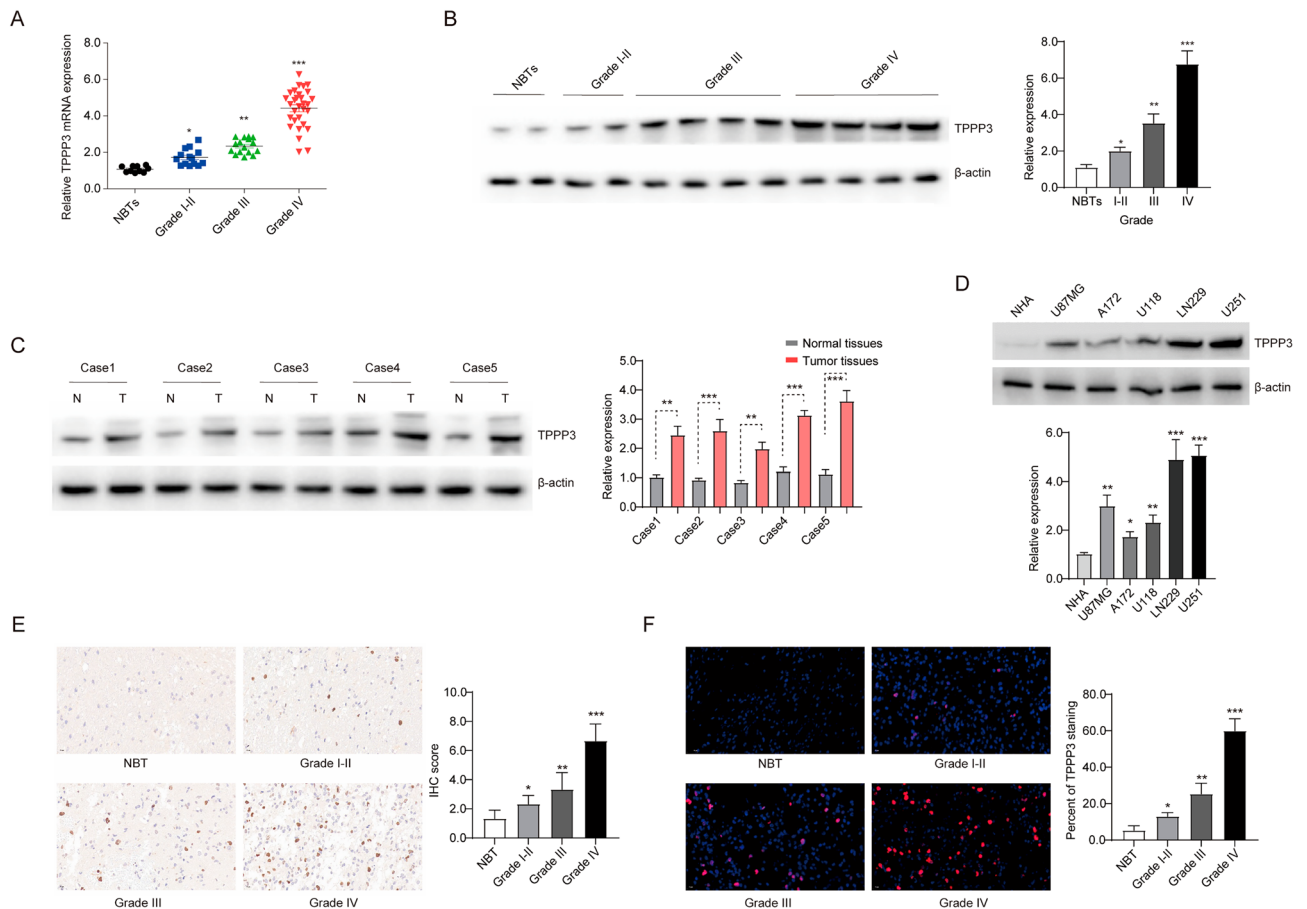 A
Relative TPPP3 mRNA expression
8.0
6.0
4.0
2.0
0.0
*
**
***
NBTs
Grade I-II
Grade III
Grade IV
B
NBTs
Grade I-II
Grade III
Grade IV
TPPP3
β-actin
Relative expression
8.0
6.0
4.0
2.0
0.0
*
**
***
NBTs
I-II
III
IV
Grade
C
Case1
Case2
Case3
Case4
Case5
N
T
N
T
N
T
N
T
N
T
TPPP3
β-actin
Normal tissues
Tumor tissues
Relative expression
5.0
4.0
3.0
2.0
1.0
0.0
**
***
**
***
***
Case1
Case2
Case3
Case4
Case5
D
NHA
U87MG
A172
U118
LN229
U251
TPPP3
β-actin
Relative expression
6.0
4.0
2.0
0.0
**
*
**
***
***
NHA
U87MG
A172
U118
LN229
U251
E
NBT
Grade I-II
Grade III
Grade IV
IHC score
10.0
8.0
6.0
4.0
2.0
0.0
*
**
***
NBT
Grade I-II
Grade III
Grade IV
F
NBT
Grade I-II
Grade III
Grade IV
Percent of TPPP3 staning
80.0
60.0
40.0
20.0
0.0
*
**
***
NBT
Grade I-II
Grade III
Grade IV